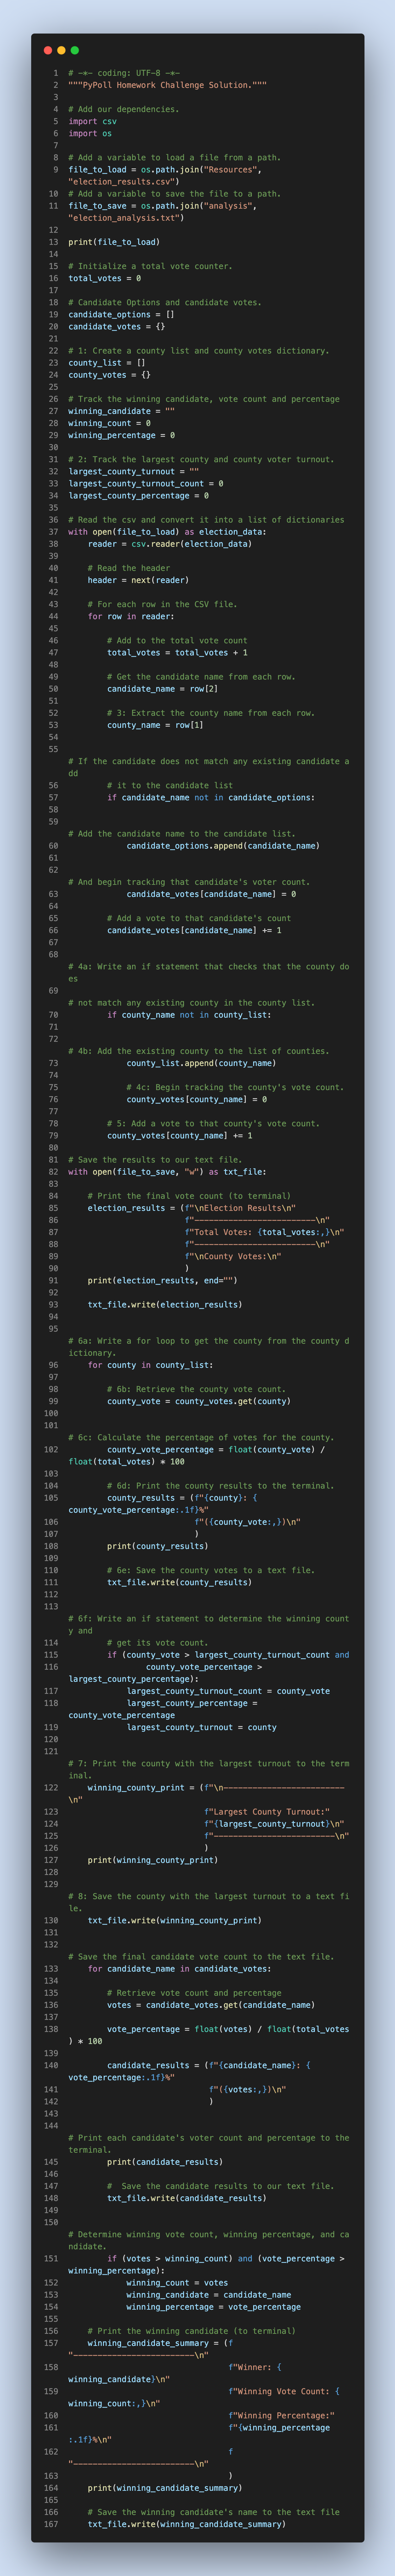 1 # -*- coding: UTF-8 -*-
2 """PyPoll Homework Challenge Solution."""
3
4 # Add our dependencies.
5 import csv
6 import os
7
8 # Add a variable to load a file from a path.
9 file_to_load = os.path.join("Resources",
"election_results.csv")
10 # Add a variable to save the file to a path.
11 file_to_save = os.path.join("analysis",
"election_analysis.txt")
12
13 print(file_to_load)
14
15 # Initialize a total vote counter.
16 total_votes = 0
17
18 # Candidate Options and candidate votes.
19 candidate_options = []
20 candidate_votes = {}
21
22 # 1: Create a county list and county votes dictionary.
23 county_list = []
24 county_votes = {}
25
26 # Track the winning candidate, vote count and percentage
27 winning_candidate = ""
28 winning_count = 0
29 winning_percentage = 0
30
31 # 2: Track the largest county and county voter turnout.
32 largest_county_turnout = ""
33 largest_county_turnout_count = 0
34 largest_county_percentage = 0
35
36 # Read the csv and convert it into a list of dictionaries
37 with open(file_to_load) as election_data:
38 reader = csv.reader(election_data)
39
40 # Read the header
41 header = next(reader)
42
43 # For each row in the CSV file.
44 for row in reader:
45
46 # Add to the total vote count
47 total_votes = total_votes + 1
48
49 # Get the candidate name from each row.
50 candidate_name = row[2]
51
52 # 3: Extract the county name from each row.
53 county_name = row[1]
54
55
# If the candidate does not match any existing candidate a
dd
56 # it to the candidate list
57 if candidate_name not in candidate_options:
58
59
# Add the candidate name to the candidate list.
60 candidate_options.append(candidate_name)
61
62
# And begin tracking that candidate's voter count.
63 candidate_votes[candidate_name] = 0
64
65 # Add a vote to that candidate's count
66 candidate_votes[candidate_name] += 1
67
68
# 4a: Write an if statement that checks that the county do
es
69
# not match any existing county in the county list.
70 if county_name not in county_list:
71
72
# 4b: Add the existing county to the list of counties.
73 county_list.append(county_name)
74
75 # 4c: Begin tracking the county's vote count.
76 county_votes[county_name] = 0
77
78 # 5: Add a vote to that county's vote count.
79 county_votes[county_name] += 1
80
81 # Save the results to our text file.
82 with open(file_to_save, "w") as txt_file:
83
84 # Print the final vote count (to terminal)
85 election_results = (f"\nElection Results\n"
86 f"-------------------------\n"
87 f"Total Votes: {total_votes:,}\n"
88 f"-------------------------\n"
89 f"\nCounty Votes:\n"
90 )
91 print(election_results, end="")
92
93 txt_file.write(election_results)
94
95
# 6a: Write a for loop to get the county from the county d
ictionary.
96 for county in county_list:
97
98 # 6b: Retrieve the county vote count.
99 county_vote = county_votes.get(county)
100
101
# 6c: Calculate the percentage of votes for the county.
102 county_vote_percentage = float(county_vote) /
float(total_votes) * 100
103
104 # 6d: Print the county results to the terminal.
105 county_results = (f"{county}: {
county_vote_percentage:.1f}%"
106 f"({county_vote:,})\n"
107 )
108 print(county_results)
109
110 # 6e: Save the county votes to a text file.
111 txt_file.write(county_results)
112
113
# 6f: Write an if statement to determine the winning count
y and
114 # get its vote count.
115 if (county_vote > largest_county_turnout_count and
116 county_vote_percentage >
largest_county_percentage):
117 largest_county_turnout_count = county_vote
118 largest_county_percentage =
county_vote_percentage
119 largest_county_turnout = county
120
121
# 7: Print the county with the largest turnout to the term
inal.
122 winning_county_print = (f"\n-------------------------
\n"
123 f"Largest County Turnout:"
124 f"{largest_county_turnout}\n"
125 f"-------------------------\n"
126 )
127 print(winning_county_print)
128
129
# 8: Save the county with the largest turnout to a text fi
le.
130 txt_file.write(winning_county_print)
131
132
# Save the final candidate vote count to the text file.
133 for candidate_name in candidate_votes:
134
135 # Retrieve vote count and percentage
136 votes = candidate_votes.get(candidate_name)
137
138 vote_percentage = float(votes) / float(total_votes
) * 100
139
140 candidate_results = (f"{candidate_name}: {
vote_percentage:.1f}%"
141 f"({votes:,})\n"
142 )
143
144
# Print each candidate's voter count and percentage to the
terminal.
145 print(candidate_results)
146
147 #  Save the candidate results to our text file.
148 txt_file.write(candidate_results)
149
150
# Determine winning vote count, winning percentage, and ca
ndidate.
151 if (votes > winning_count) and (vote_percentage >
winning_percentage):
152 winning_count = votes
153 winning_candidate = candidate_name
154 winning_percentage = vote_percentage
155
156 # Print the winning candidate (to terminal)
157 winning_candidate_summary = (f
"-------------------------\n"
158 f"Winner: {
winning_candidate}\n"
159 f"Winning Vote Count: {
winning_count:,}\n"
160 f"Winning Percentage:"
161 f"{winning_percentage
:.1f}%\n"
162 f
"-------------------------\n"
163 )
164 print(winning_candidate_summary)
165
166 # Save the winning candidate's name to the text file
167 txt_file.write(winning_candidate_summary)